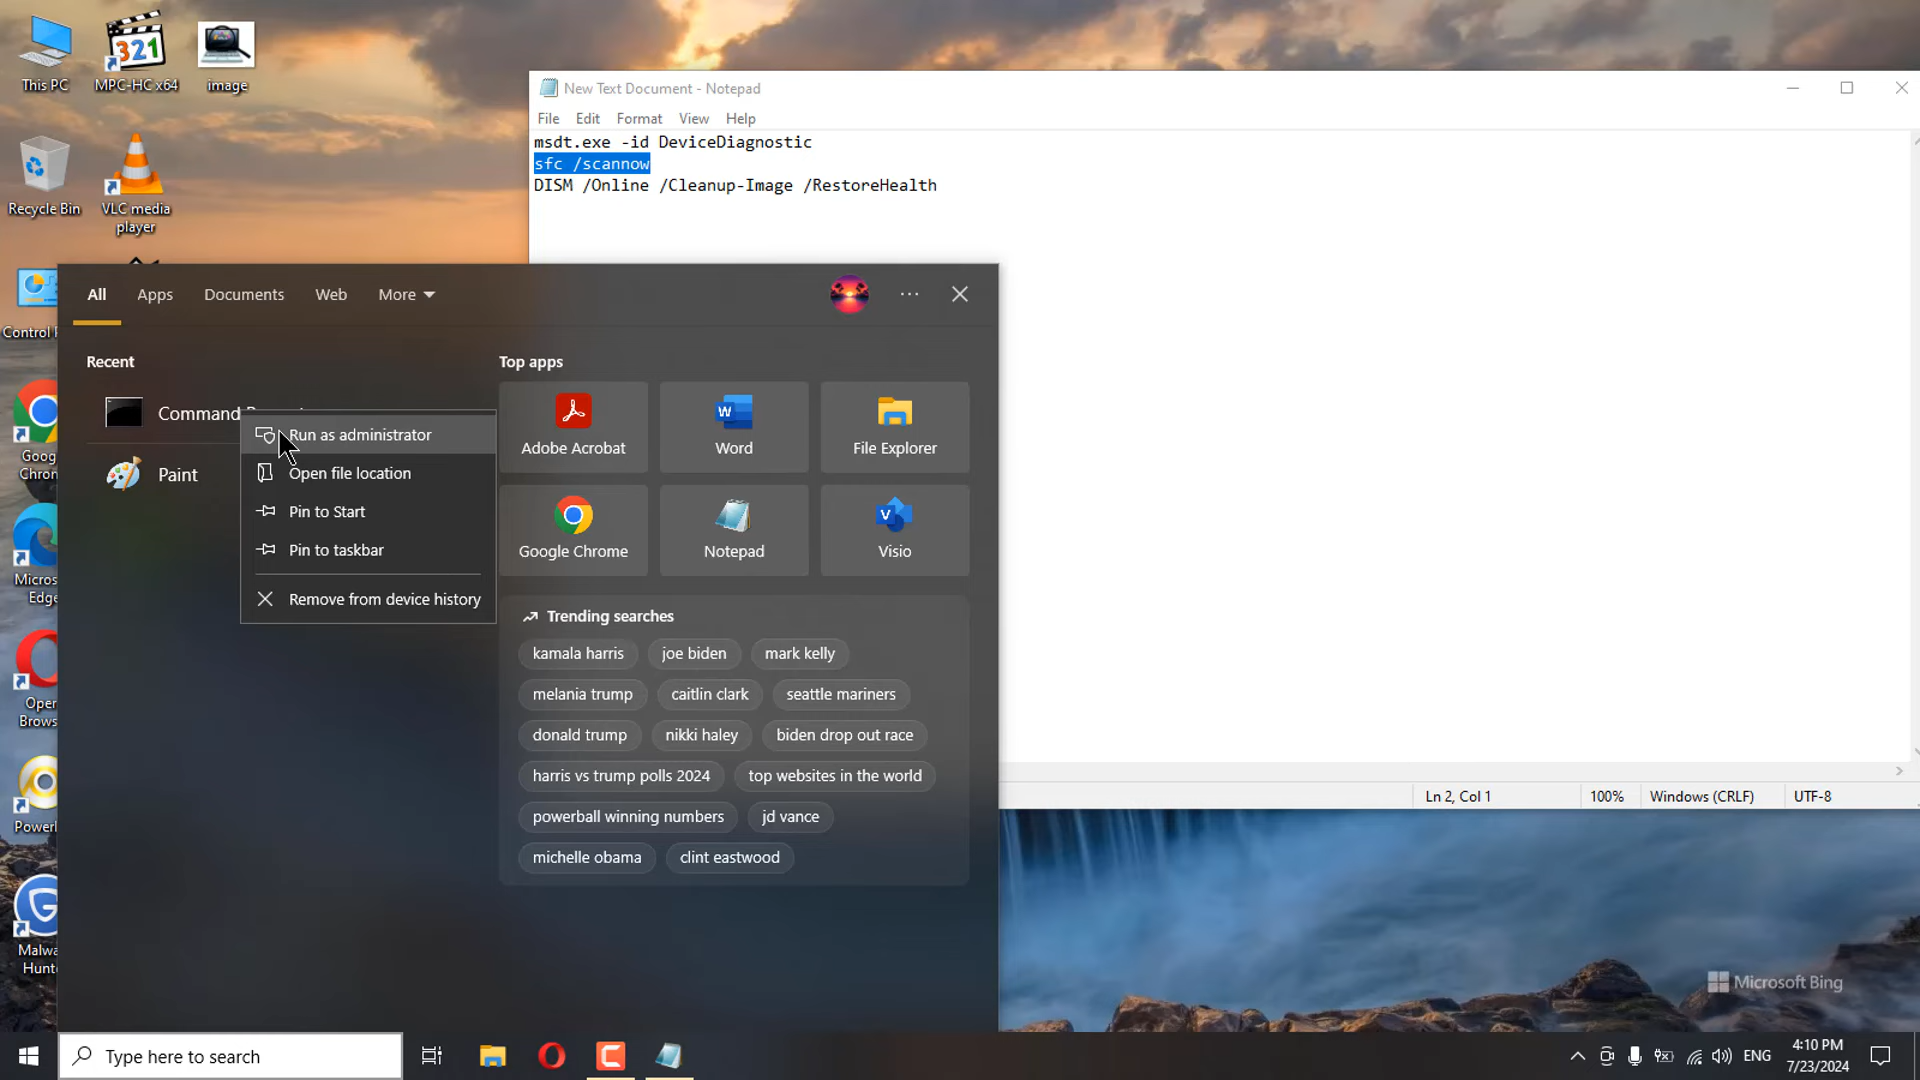 This PC
MPC-HC x64
image
Recycle Bin
VLC media
player
Control
New Text Document - Notepad
File Edit Format View Help
msdt.exe -id DeviceDiagnostic
sfc /scannow
DISM /Online /Cleanup-Image /RestoreHealth
All Apps Documents Web More
Recent
Command
Paint
Run as administrator
Open file location
Pin to Start
Pin to taskbar
Remove from device history
Top apps
Adobe Acrobat
Word
File Explorer
Google Chrome
Notepad
Visio
Trending searches
kamala harris joe biden mark kelly
melania trump caitlin clark seattle mariners
donald trump nikki haley biden drop out race
harris vs trump polls 2024 top websites in the world
powerball winning numbers jd vance
michelle obama clint eastwood
Goog
Chron
Micros
Edg
Oper
Brows
Powerl
Malwa
Hunt
Ln 2, Col 1 100% Windows (CRLF) UTF-8
Microsoft Bing
Type here to search
ENG
4:10 PM
7/23/2024